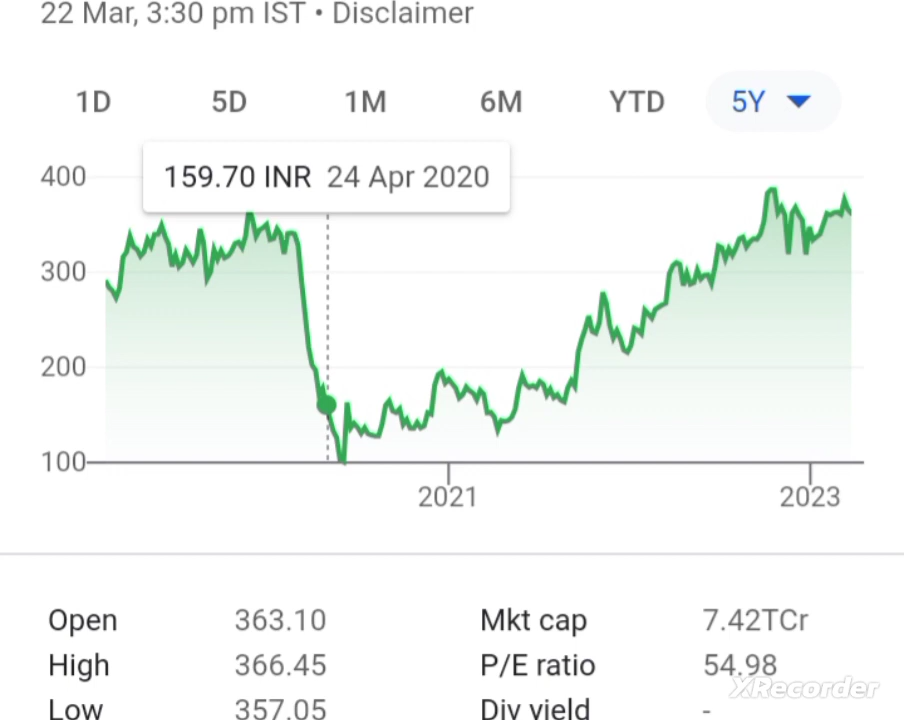 22 Mar, 3:30 pm IST • Disclaimer
1D 5D 1M 6M YTD 5Y
159.70 INR 24 Apr 2020
400
300
200
100
2021 2023
Open 363.10 Mkt cap 7.42TCr
High 366.45 P/E ratio 54.98
XRecorder
Low 357.05 Div yield -